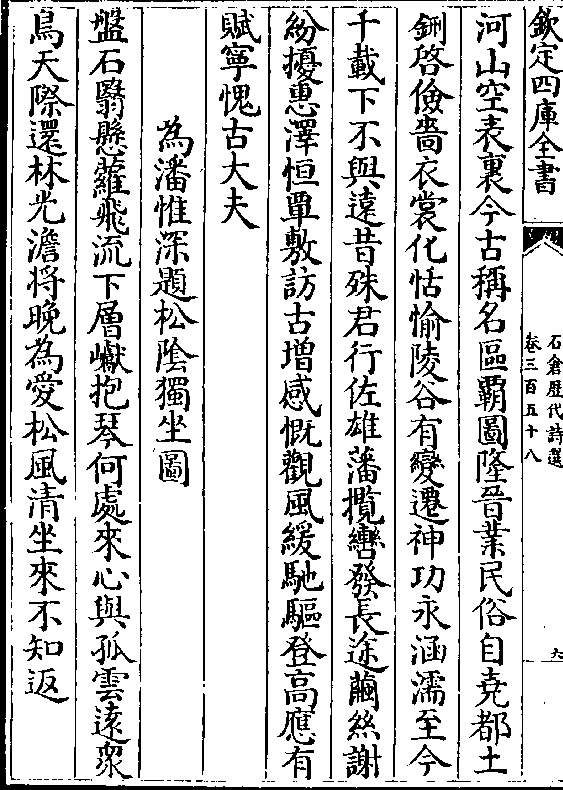 欽定四庫全書
石倉歷代詩選
卷三百五十八
六
河山空表裏今古稱名區霸圖隆晉業民俗自堯都土
鉶啓儉嗇衣裳化恬愉陵谷有變遷神功永涵濡至今
千載下不與遠昔殊君行佐雄藩攬轡發長途繭絲謝
紛擾惠澤恒覃敷訪古增感慨觀風緩馳驅登高應有
賦寧愧古大夫
為潘惟深題松陰獨坐圖
盤石翳懸蘿飛流下層巘抱琴何處來心與孤雲遠衆
鳥天際還林光澹將晚為愛松風清坐來不知返